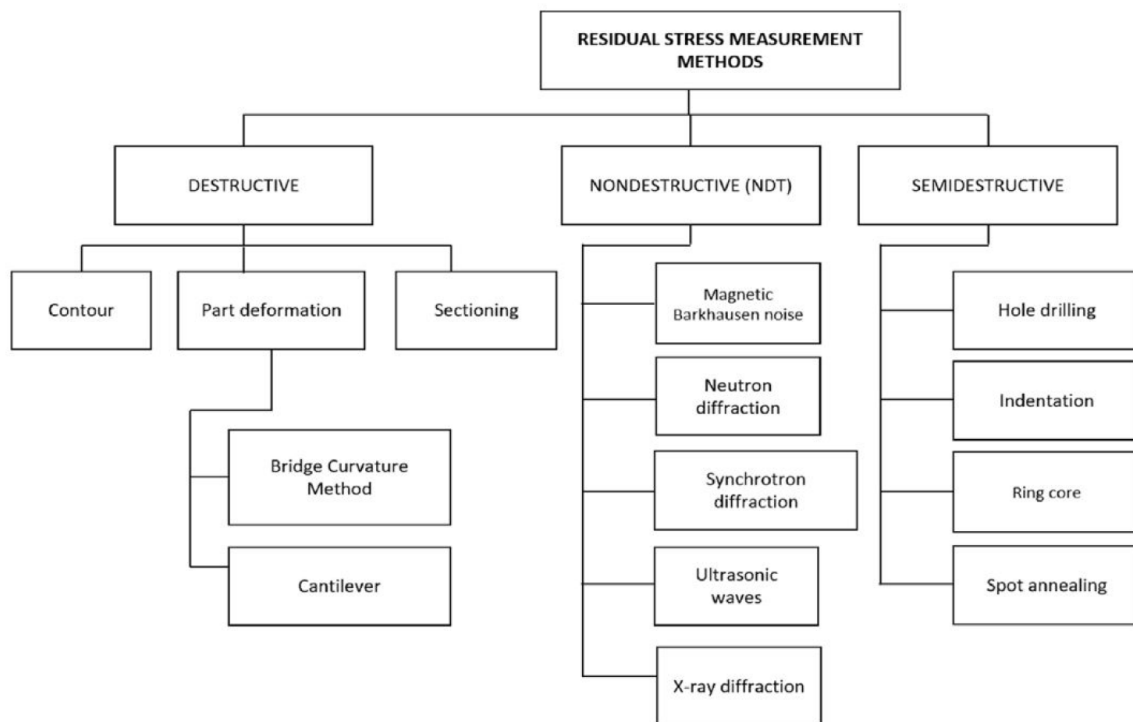 RESIDUAL STRESS MEASUREMENT
METHODS
DESTRUCTIVE
NONDESTRUCTIVE (NDT)
SEMIDESTRUCTIVE
Contour
Part deformation
Sectioning
Bridge Curvature
Method
Cantilever
Magnetic
Barkhausen noise
Neutron
diffraction
Synchrotron
diffraction
Ultrasonic
waves
X-ray diffraction
Hole drilling
Indentation
Ring core
Spot annealing